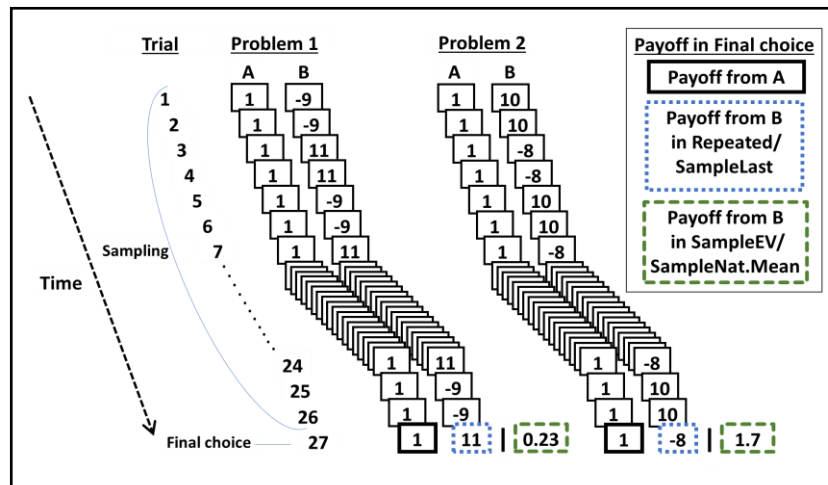 Trial Problem 1 Problem 2
A B A B
1 1 -9 1 10
2 1 -9 1 10
3 1 11 1 -8
4 1 11 1 -8
5 1 -9 1 10
6 1 -9 1 10
7 1 11 1 -8
Sampling
Time
24 1 11 1 -8
25 1 -9 1 10
26 1 -9 1 10
Final choice 27 1 11 | 0.23 1 -8 | 1.7
Payoff in Final choice
Payoff from A
Payoff from B
in Repeated/
SampleLast
Payoff from B
in SampleEV/
SampleNat.Mean